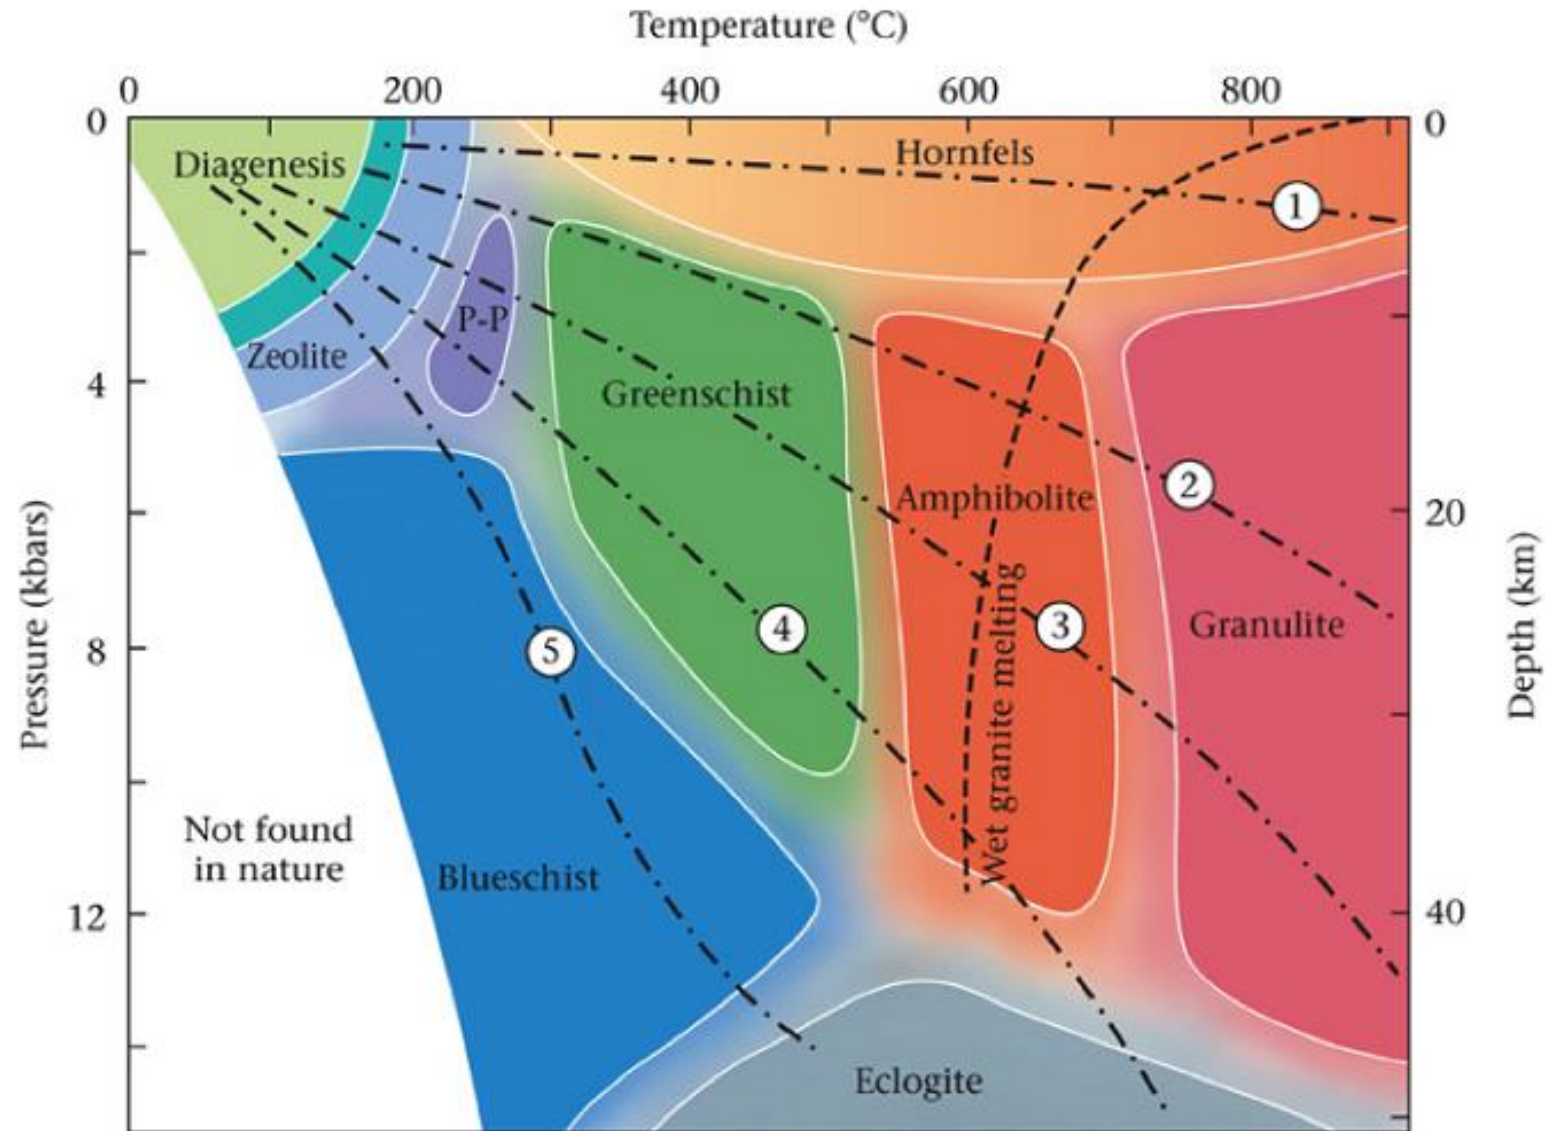 Temperature (°C)
0 200 400 600 800
0
0
Diagenesis
Hornfels
1
P-P
Zeolite
4
Greenschist
2
Amphibolite
20
Pressure (kbars)
Depth (km)
Wet granite melting
3
4
Granulite
8
5
Not found
in nature
Blueschist
12
40
Eclogite